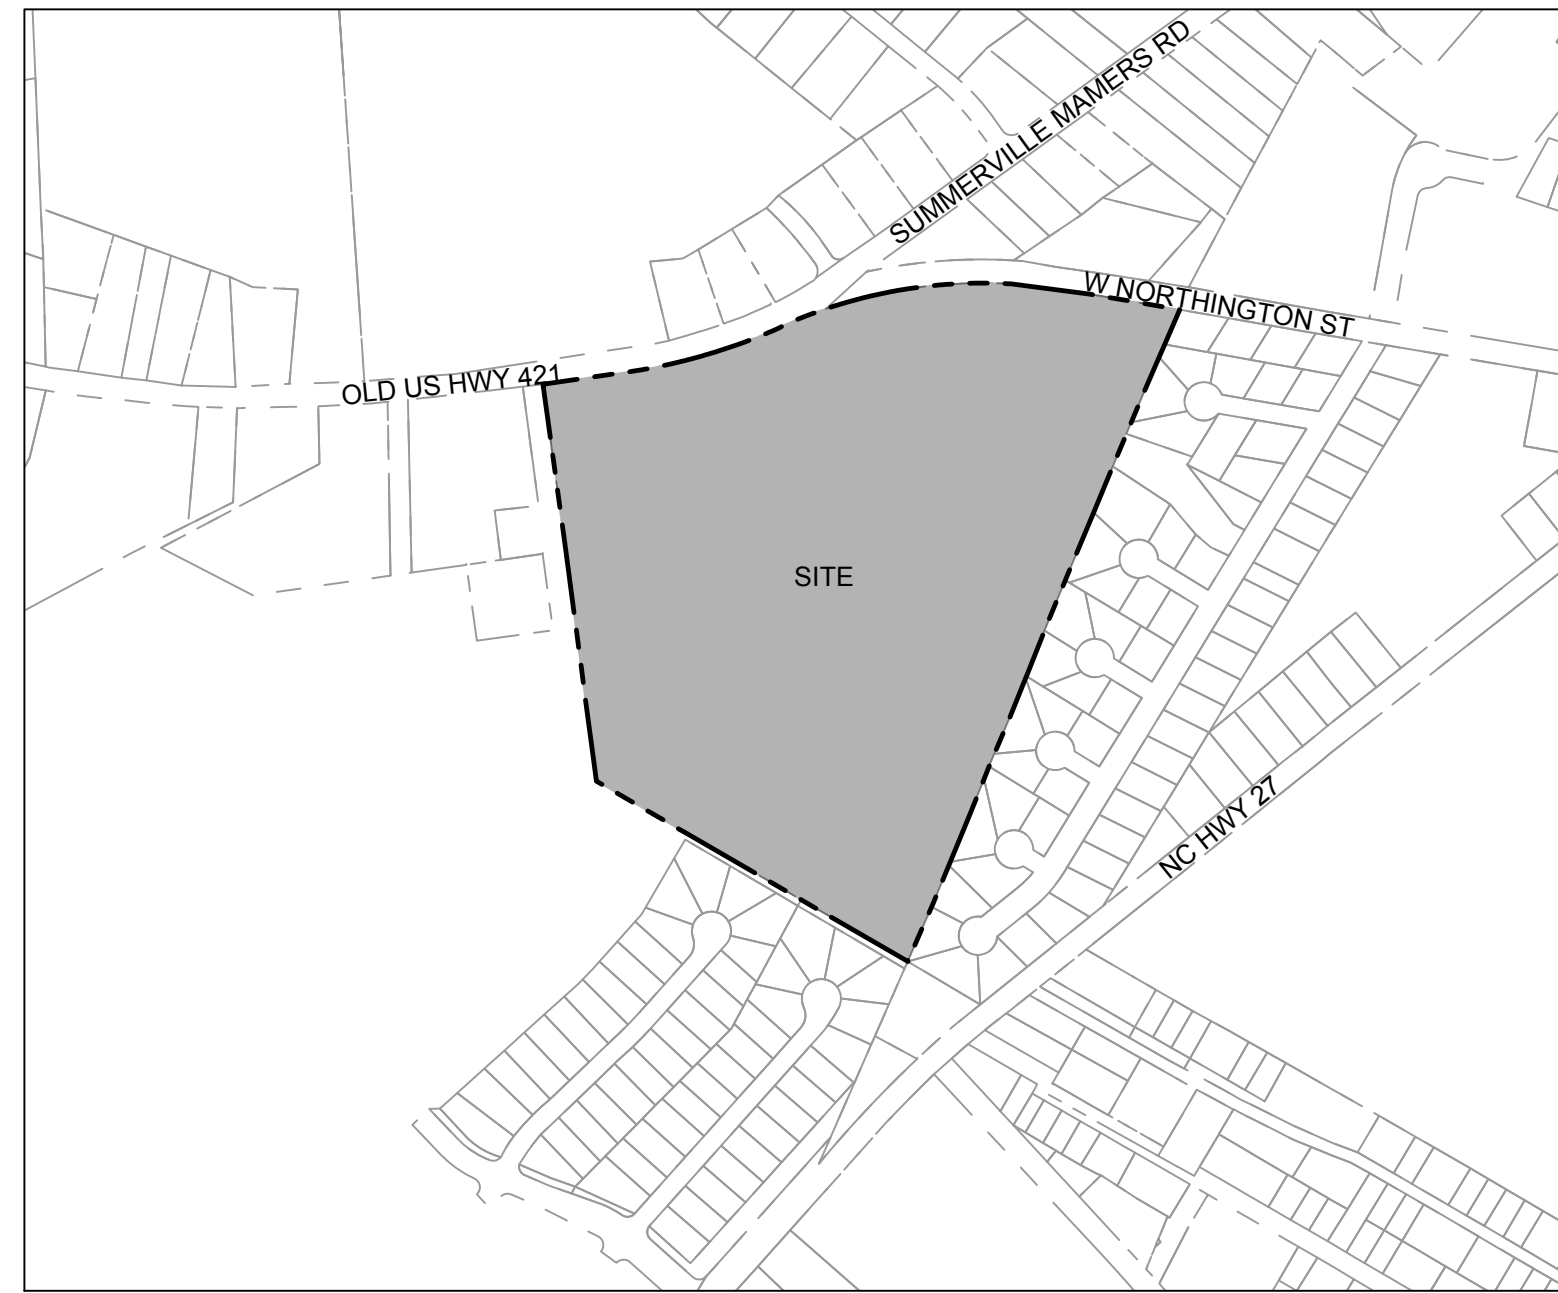 SUMMERVILLE MAMERS RD
W NORTHINGTON ST
OLD US HWY 421
SITE
NC HWY 27